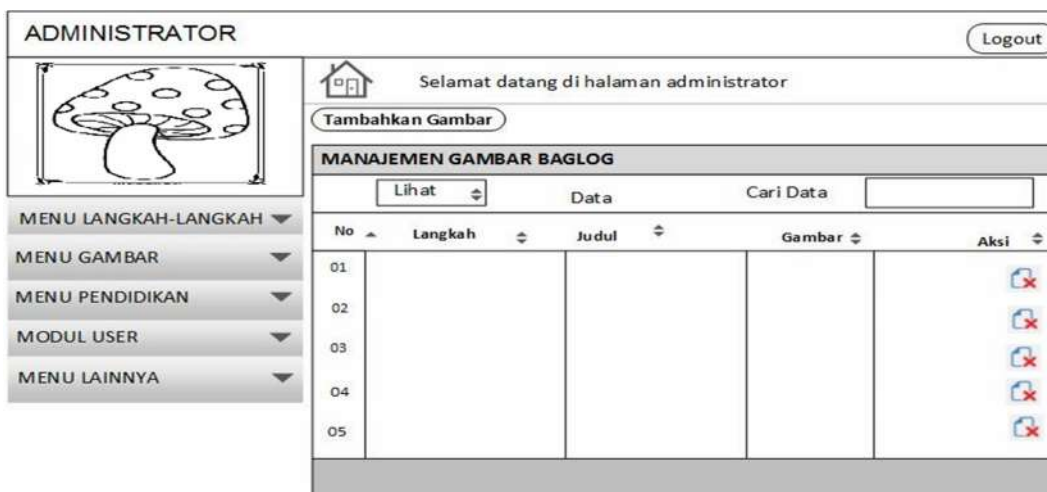 ADMINISTRATOR
Logout
Selamat datang di halaman administrator
Tambahkan Gambar
MANAJEMEN GAMBAR BAGLOG
Lihat Data Cari Data
MENU LANGKAH-LANGKAH
MENU GAMBAR
MENU PENDIDIKAN
MODUL USER
MENU LAINNYA
No Langkah Judul Gambar Aksi
01
02
03
04
05